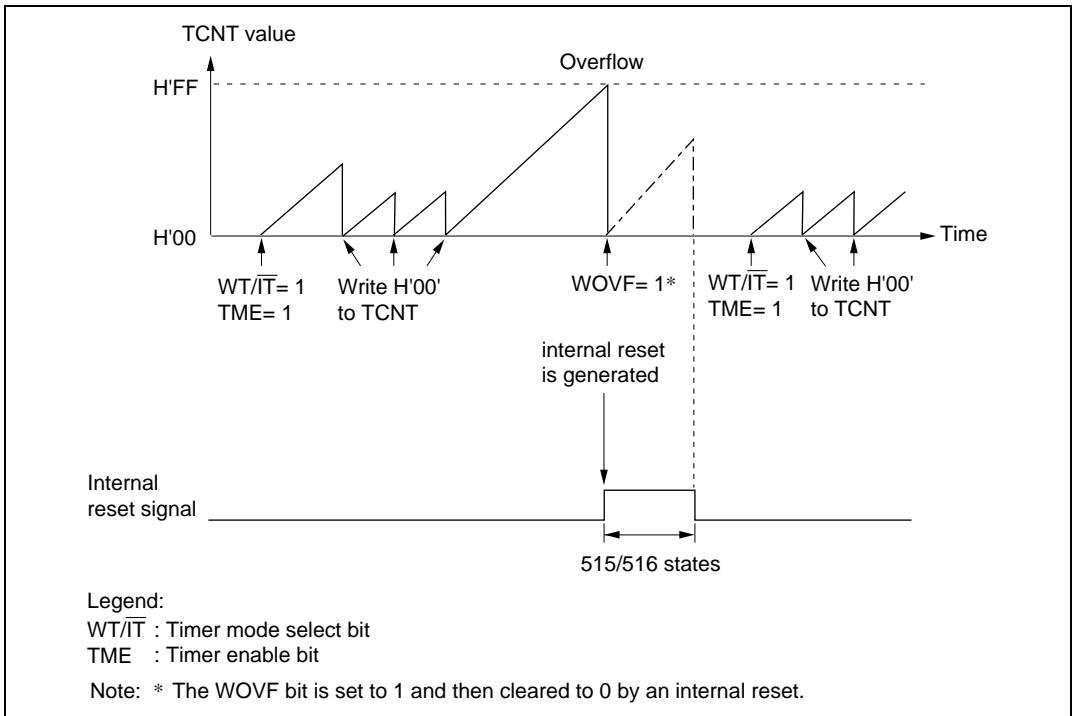 TCNT value
Overflow
H'FF
H'00
Time
WT/IT= 1
TME= 1
Write H'00'
to TCNT
WOVF= 1*
WT/IT= 1
TME= 1
Write H'00'
to TCNT
internal reset
is generated
Internal
reset signal
515/516 states
Legend:
WT/IT : Timer mode select bit
TME : Timer enable bit
Note: * The WOVF bit is set to 1 and then cleared to 0 by an internal reset.